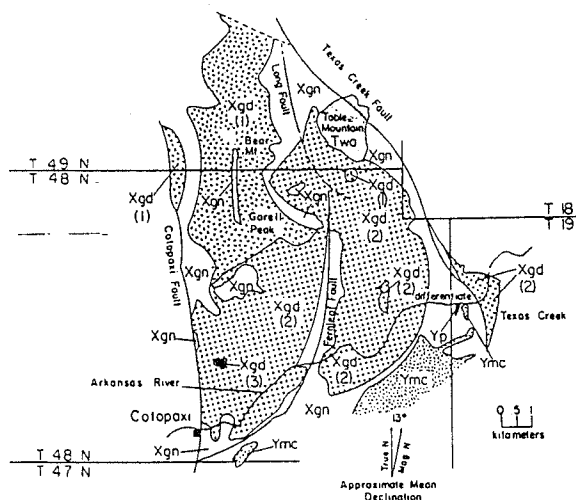 Texas Creek Fault
Long Fault
Xgn
Xgd
(1)
Table
Mountain
Twa
Bear
Mt.
Xgn
T 49 N
T 48 N
Xgd
(1)
Xgn
Xgn
Xgd
(1)
T 18
T 19
Gorell
Peak
Xgd
(2)
Cotopaxi Fault
Xgn
Xgn
Xgd
(2)
Xgd
(2)
Xgd
(2)
differentiate
Fernleaf Fault
Texas Creek
Yp
Xgn
Xgd
(3)
Xgd
(2)
Ymc
Ymc
Arkansas River
Xgn
Cotopaxi
13°
0 .5 1
kilometers
Xgn
Ymc
True N
Mag N
T 48 N
T 47 N
Approximate Mean
Declination